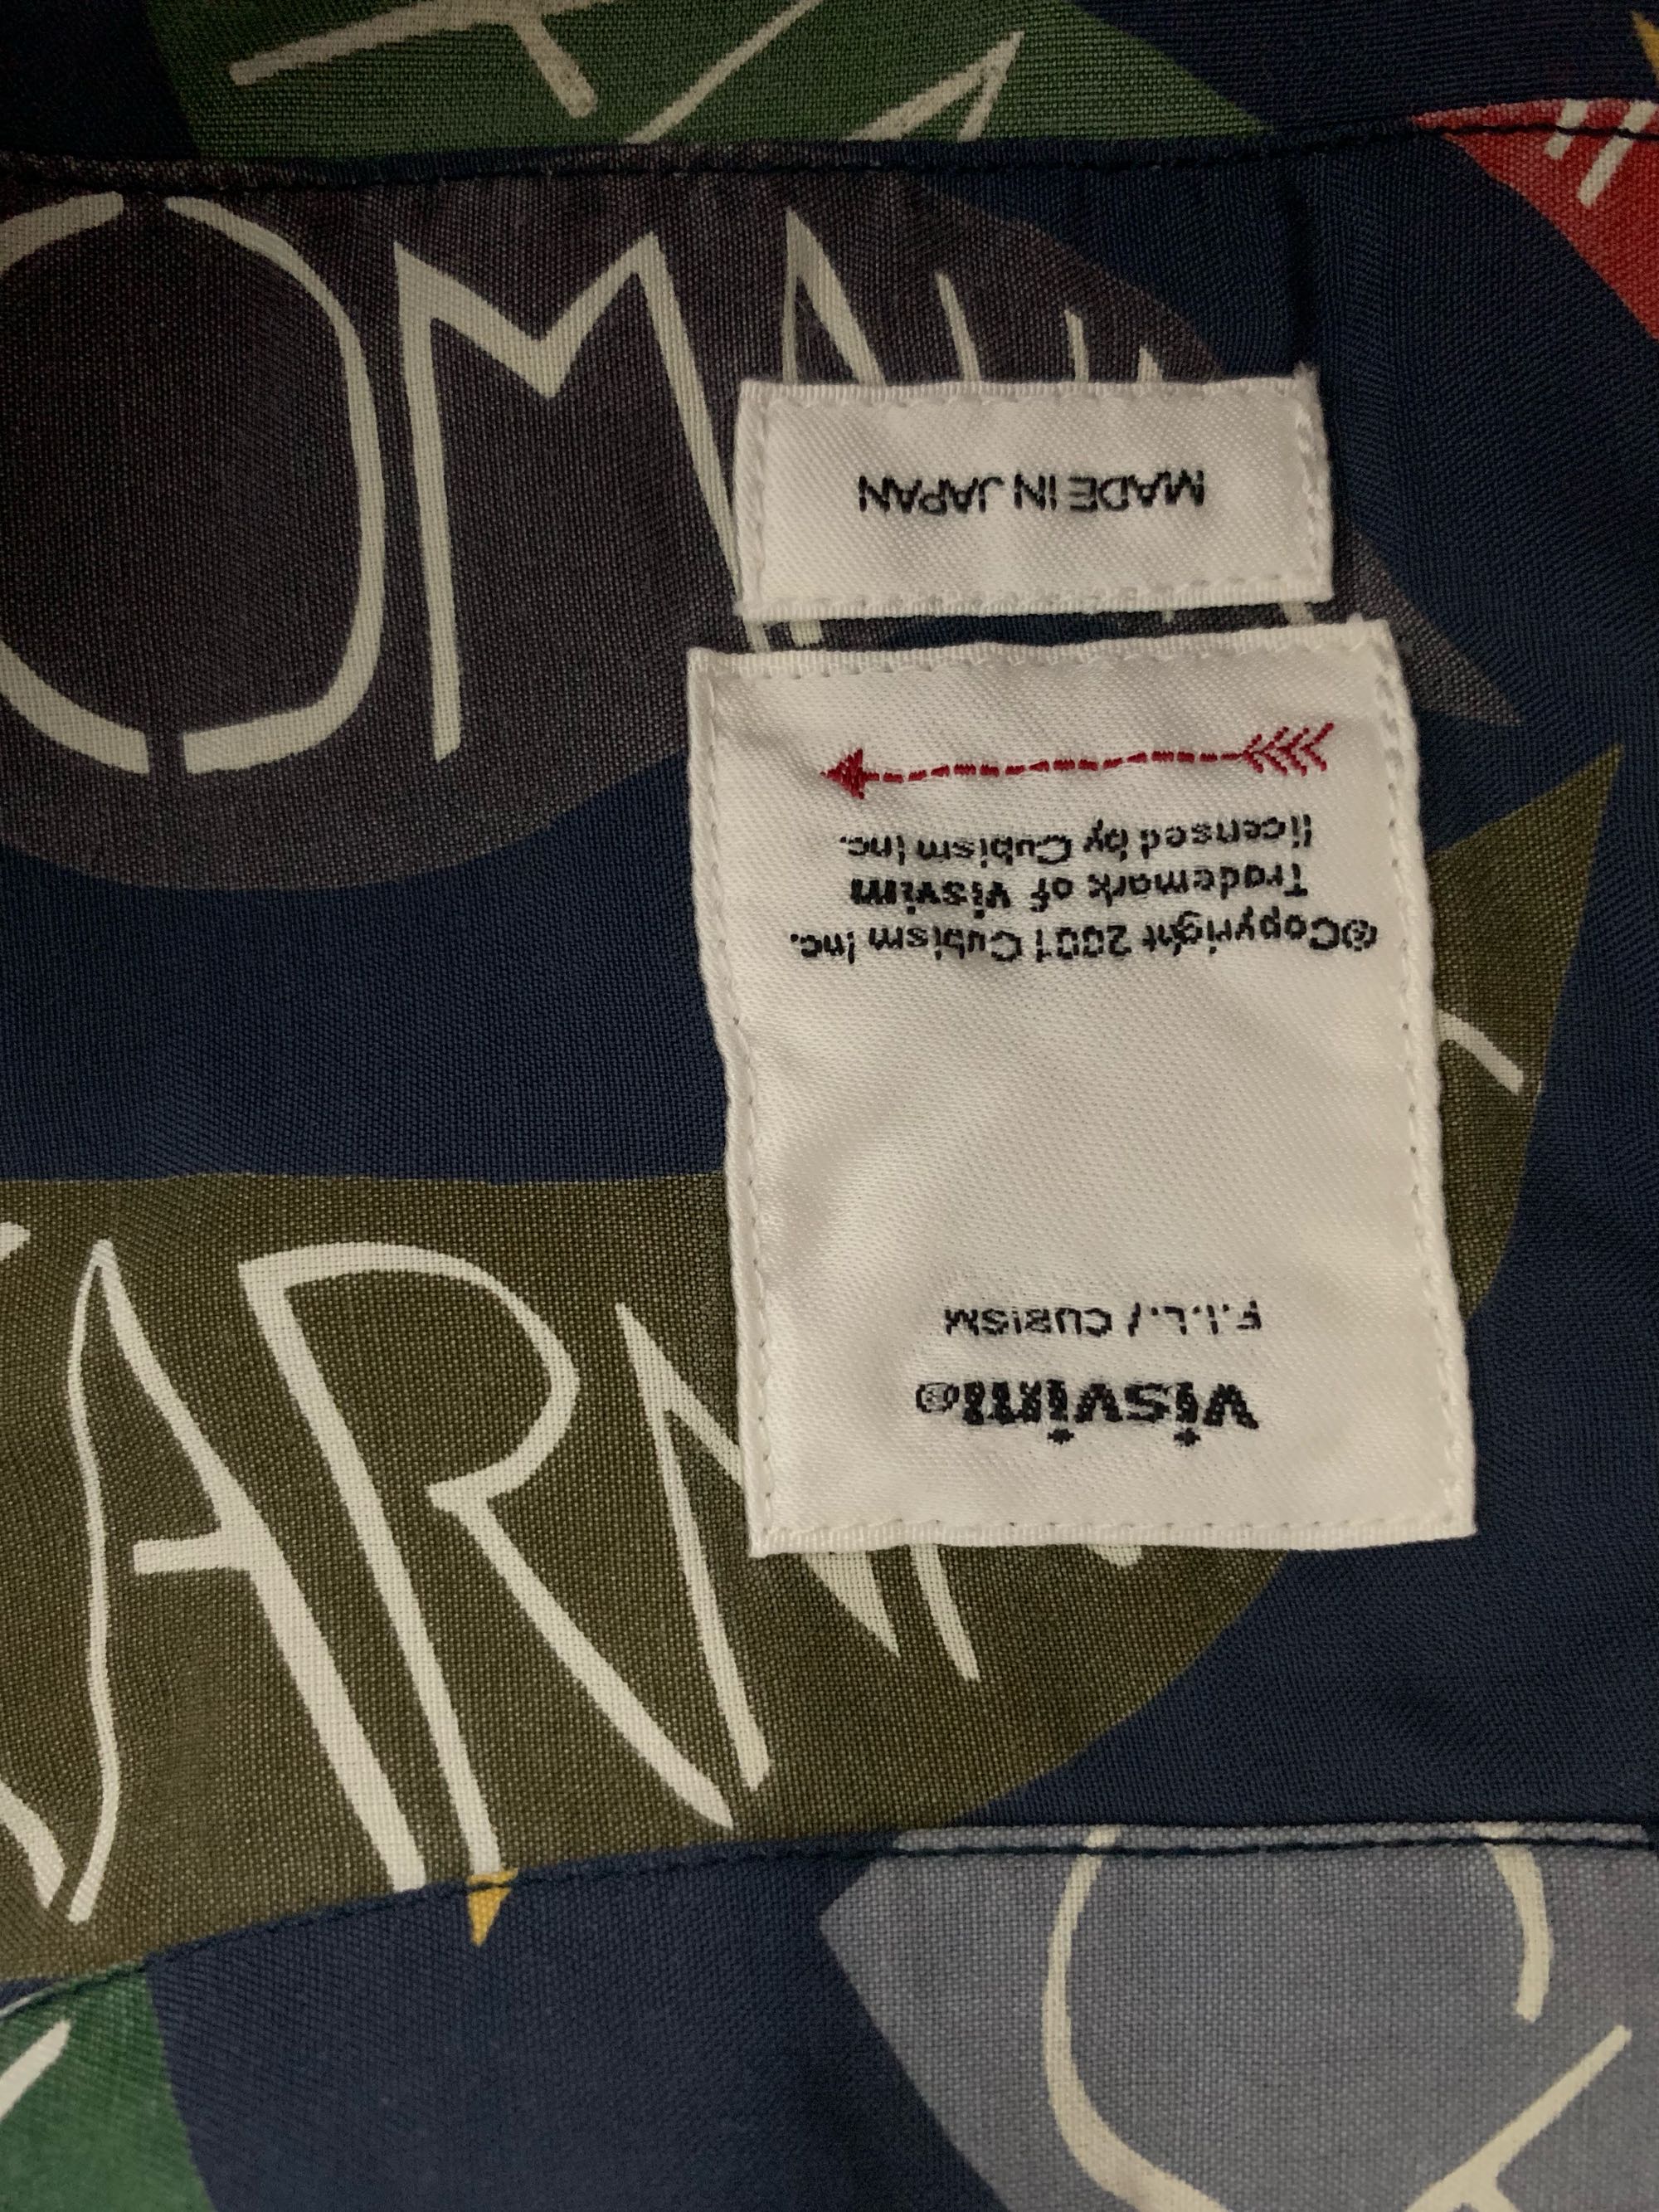 visvim®
F.I.L. / CUBISM
©Copyright 2001 Cubism Inc.
Trademark of visvim
licensed by Cubism Inc.
MADE IN JAPAN